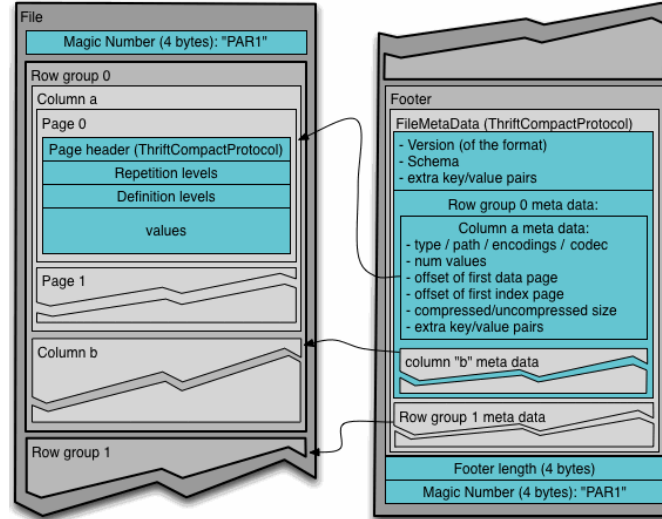 File
Magic Number (4 bytes): "PAR1"
Row group 0
Column a
Page 0
Page header (ThriftCompactProtocol)
Repetition levels
Definition levels
values
Page 1
Column b
Row group 1
Footer
FileMetaData (ThriftCompactProtocol)
- Version (of the format)
- Schema
- extra key/value pairs
Row group 0 meta data:
Column a meta data:
- type / path / encodings / codec
- num values
- offset of first data page
- offset of first index page
- compressed/uncompressed size
- extra key/value pairs
column "b" meta data
Row group 1 meta data
Footer length (4 bytes)
Magic Number (4 bytes): "PAR1"